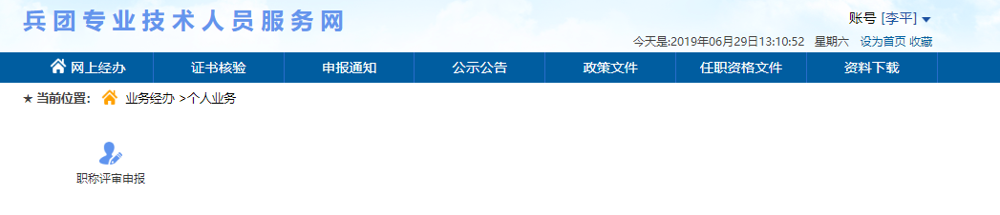 兵团专业技术人员服务网
账号 [李平]
今天是:2019年06月29日13:10:52 星期六 设为首页 收藏
网上经办 证书核验 申报通知 公示公告 政策文件 任职资格文件 资料下载
★ 当前位置: 业务经办 >个人业务
职称评审申报